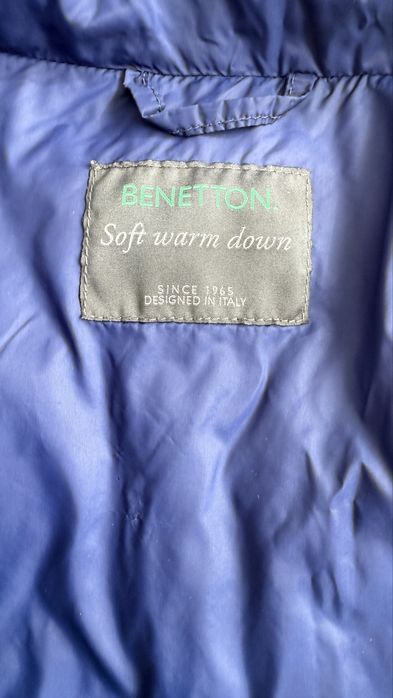 BENETTON.
Soft warm down
SINCE 1965
DESIGNED IN ITALY